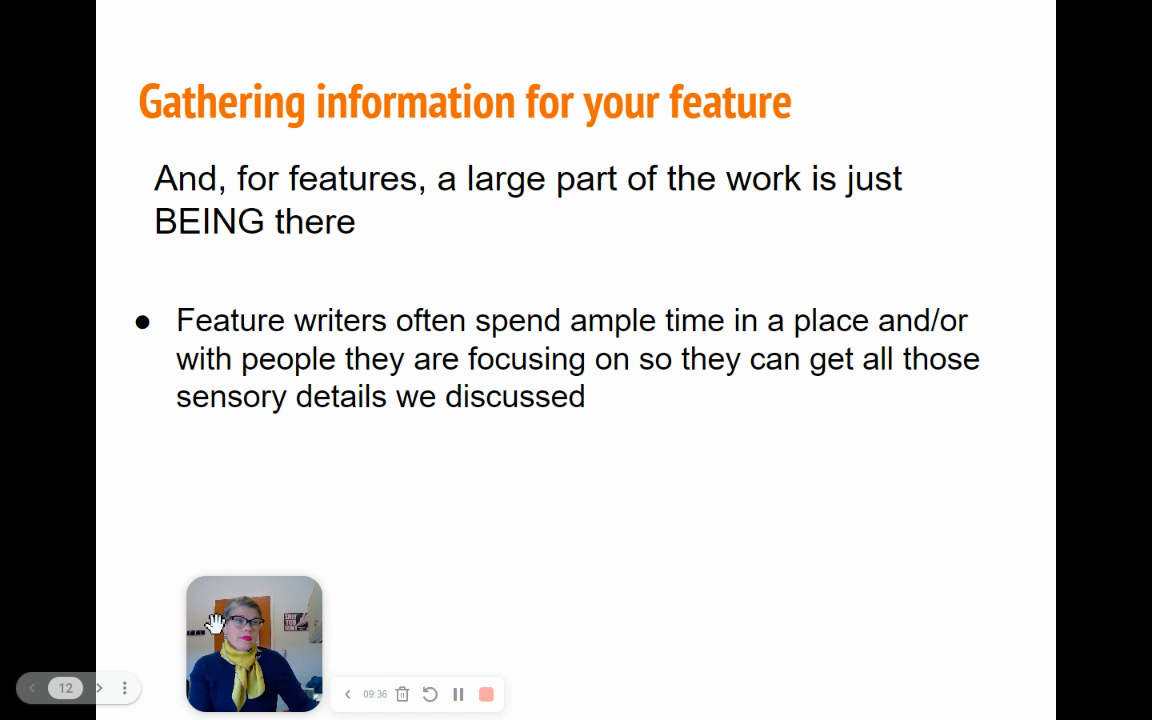 Gathering information for your feature
And, for features, a large part of the work is just
BEING there
● Feature writers often spend ample time in a place and/or
with people they are focusing on so they can get all those
sensory details we discussed
12
09:36